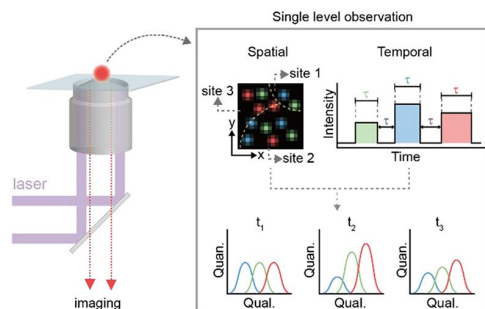 Single level observation
Spatial
Temporal
site 1
site 3
y
x
site 2
Intensity
τ
τ
τ
τ
τ
Time
laser
imaging
t1
t2
t3
Quan.
Quan.
Quan.
Qual.
Qual.
Qual.